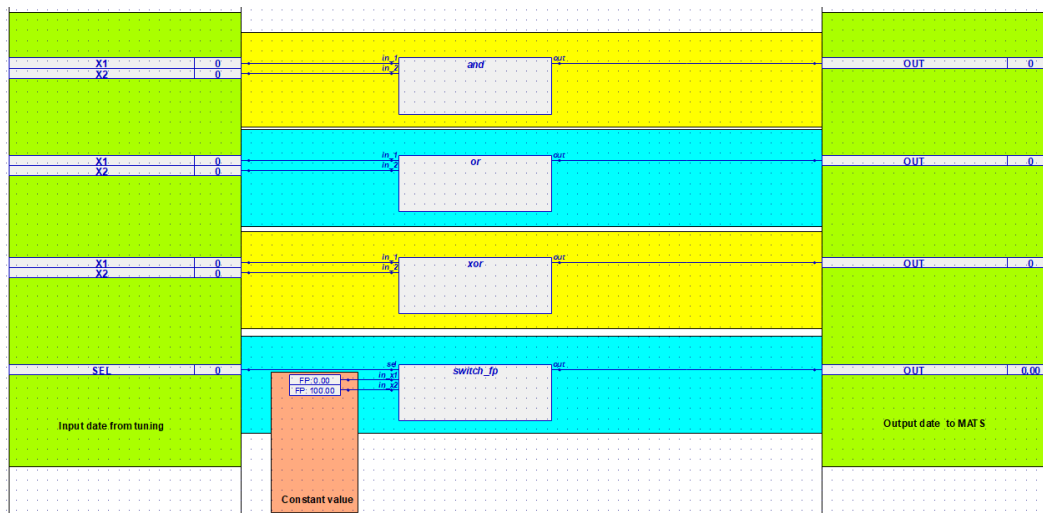 in_1 and out
X1 0 OUT 0
X2 0 in_2
in_1 or out
X1 0 OUT 0
X2 0 in_2
in_1 xor out
X1 0 OUT 0
X2 0 in_2
sel switch_fp out
SEL 0 OUT 0.00
FP: 0.00 in_x1
FP: 100.00 in_x2
Input date from tuning
Output date to MATS
Constant value